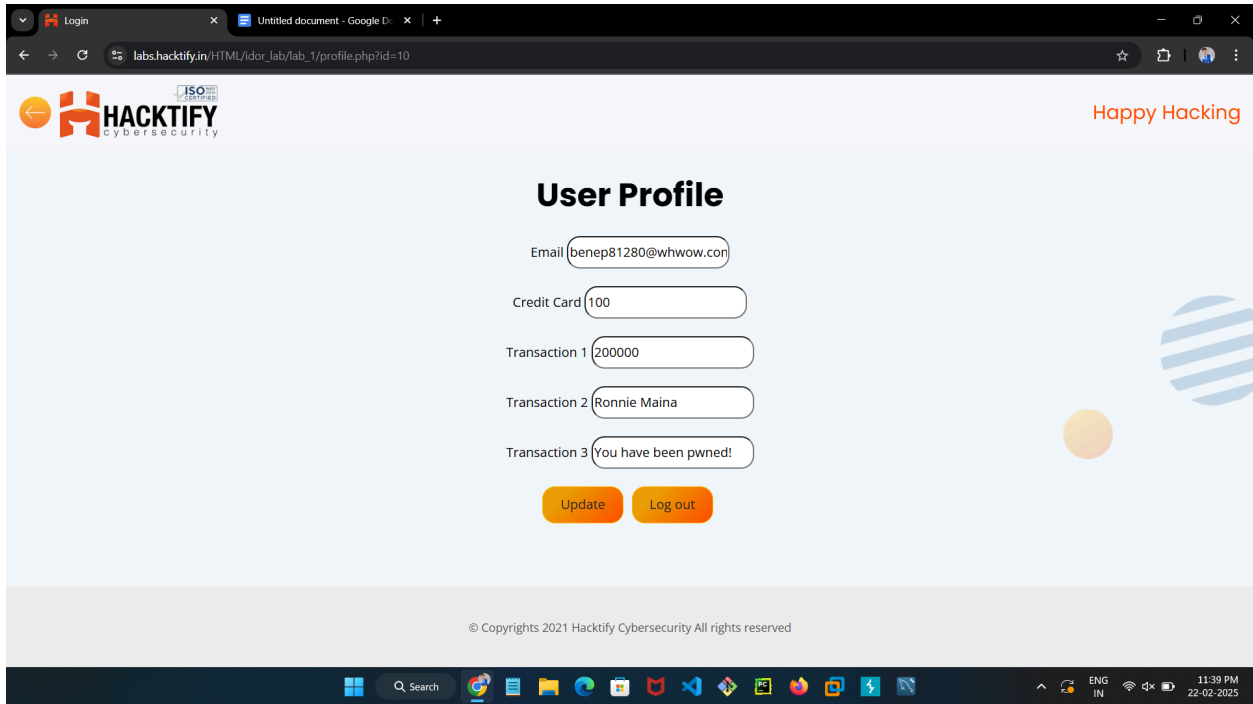 Login
Untitled document - Google Do
labs.hacktify.in/HTML/idor_lab/lab_1/profile.php?id=10
ISO
CERTIFIED
HACKTIFY
cybersecurity
Happy Hacking
User Profile
Email benep81280@whwow.con
Credit Card 100
Transaction 1 200000
Transaction 2 Ronnie Maina
Transaction 3 You have been pwned!
Update Log out
© Copyrights 2021 Hacktify Cybersecurity All rights reserved
Search
PC
ENG
IN
11:39 PM
22-02-2025